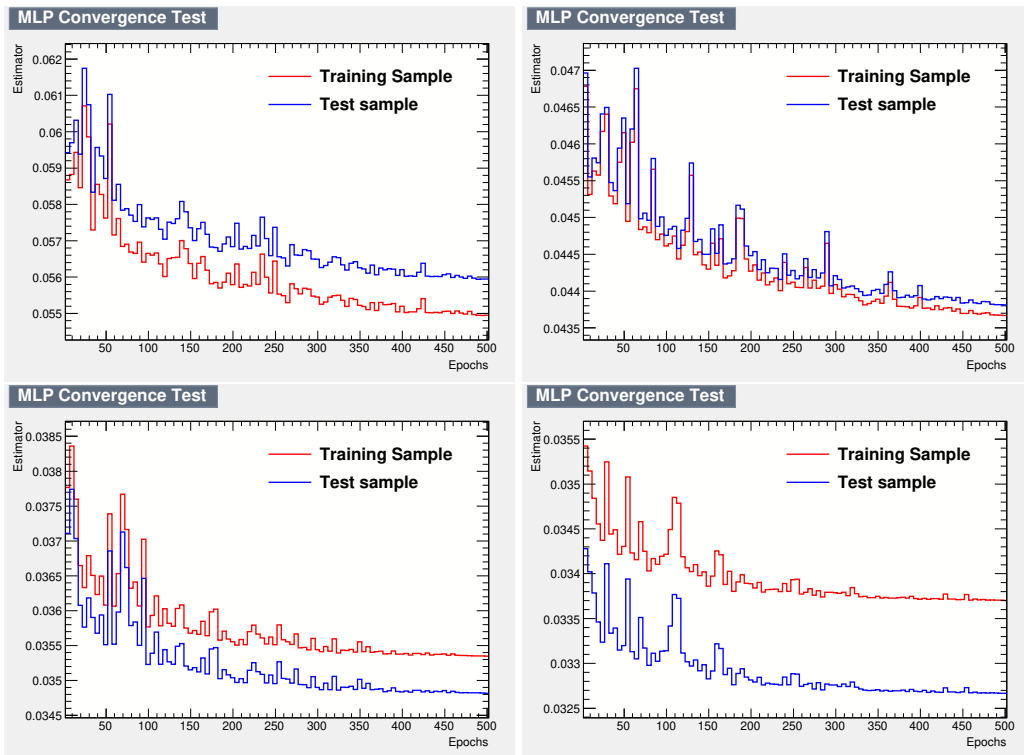 MLP Convergence Test
Estimator
0.062
0.061
0.06
0.059
0.058
0.057
0.056
0.055
Training Sample
Test sample
50 100 150 200 250 300 350 400 450 500
Epochs
MLP Convergence Test
Estimator
0.047
0.0465
0.046
0.0455
0.045
0.0445
0.044
0.0435
Training Sample
Test sample
50 100 150 200 250 300 350 400 450 500
Epochs
MLP Convergence Test
Estimator
0.0385
0.038
0.0375
0.037
0.0365
0.036
0.0355
0.035
0.0345
Training Sample
Test sample
50 100 150 200 250 300 350 400 450 500
Epochs
MLP Convergence Test
Estimator
0.0355
0.035
0.0345
0.034
0.0335
0.033
0.0325
Training Sample
Test sample
50 100 150 200 250 300 350 400 450 500
Epochs